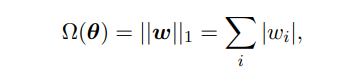 Ω(θ) = ||w||₁ = ∑ᵢ |wᵢ|,